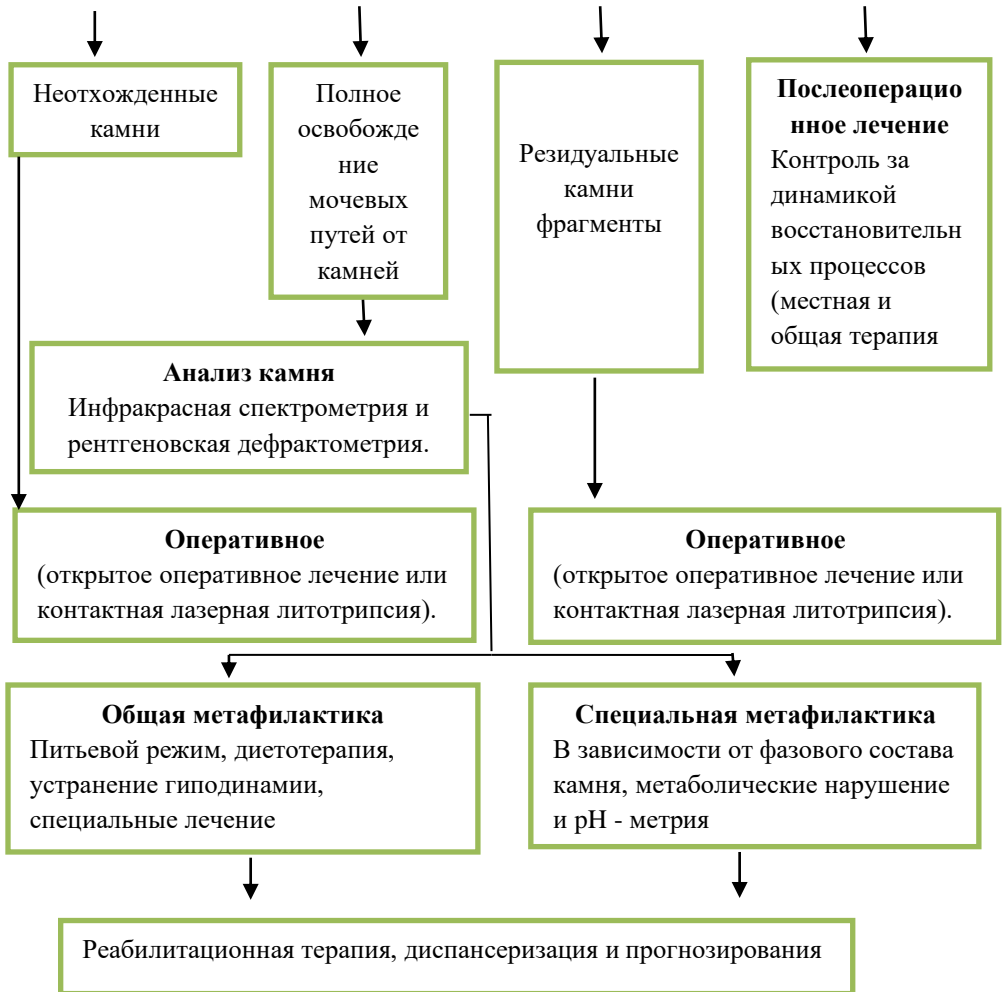 Неотхожденные
камни
Полное
освобожде
ние
мочевых
путей от
камней
Резидуальные
камни
фрагменты
Послеоперацио
нное лечение
Контроль за
динамикой
восстановительн
ых процессов
(местная и
общая терапия
Анализ камня
Инфракрасная спектрометрия и
рентгеновская дефрактометрия.
Оперативное
(открытое оперативное лечение или
контактная лазерная литотрипсия).
Оперативное
(открытое оперативное лечение или
контактная лазерная литотрипсия).
Общая метафилактика
Питьевой режим, диетотерапия,
устранение гиподинамии,
специальные лечение
Специальная метафилактика
В зависимости от фазового состава
камня, метаболические нарушение
и рН - метрия
Реабилитационная терапия, диспансеризация и прогнозирования